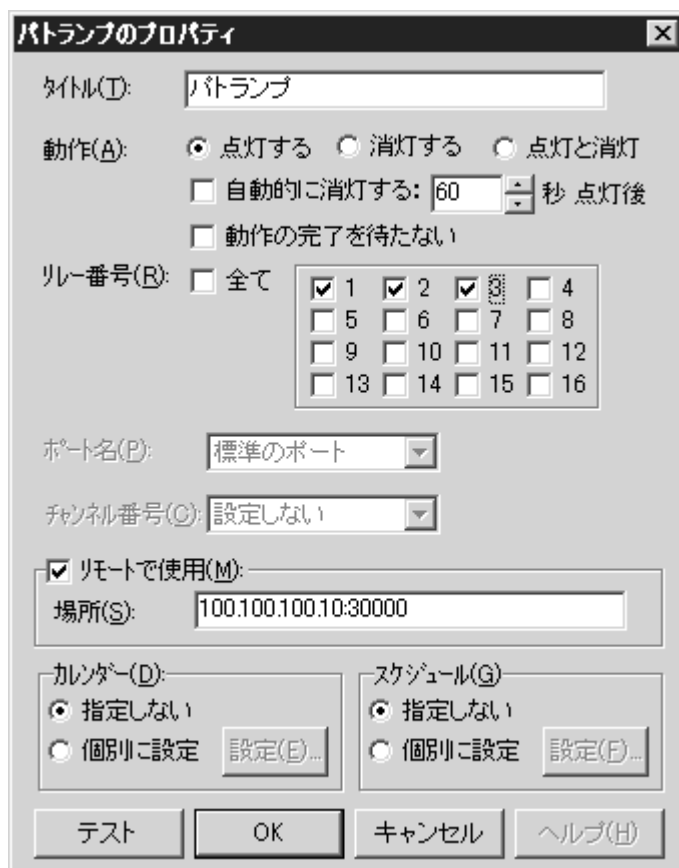 パトランプのプロパティ
タイトル(T): パトランプ
動作(A): 点灯する 消灯する 点灯と消灯
自動的に消灯する: 60 秒 点灯後
動作の完了を待たない
リレー番号(R): 全て 1 2 3 4
5 6 7 8
9 10 11 12
13 14 15 16
ポート名(P): 標準のポート
チャンネル番号(C): 設定しない
リモートで使用(M):
場所(S): 100.100.100.10:30000
カレンダー(D): スケジュール(G)
指定しない 指定しない
個別に設定 設定(E)... 個別に設定 設定(F)...
テスト OK キャンセル ヘルプ(H)